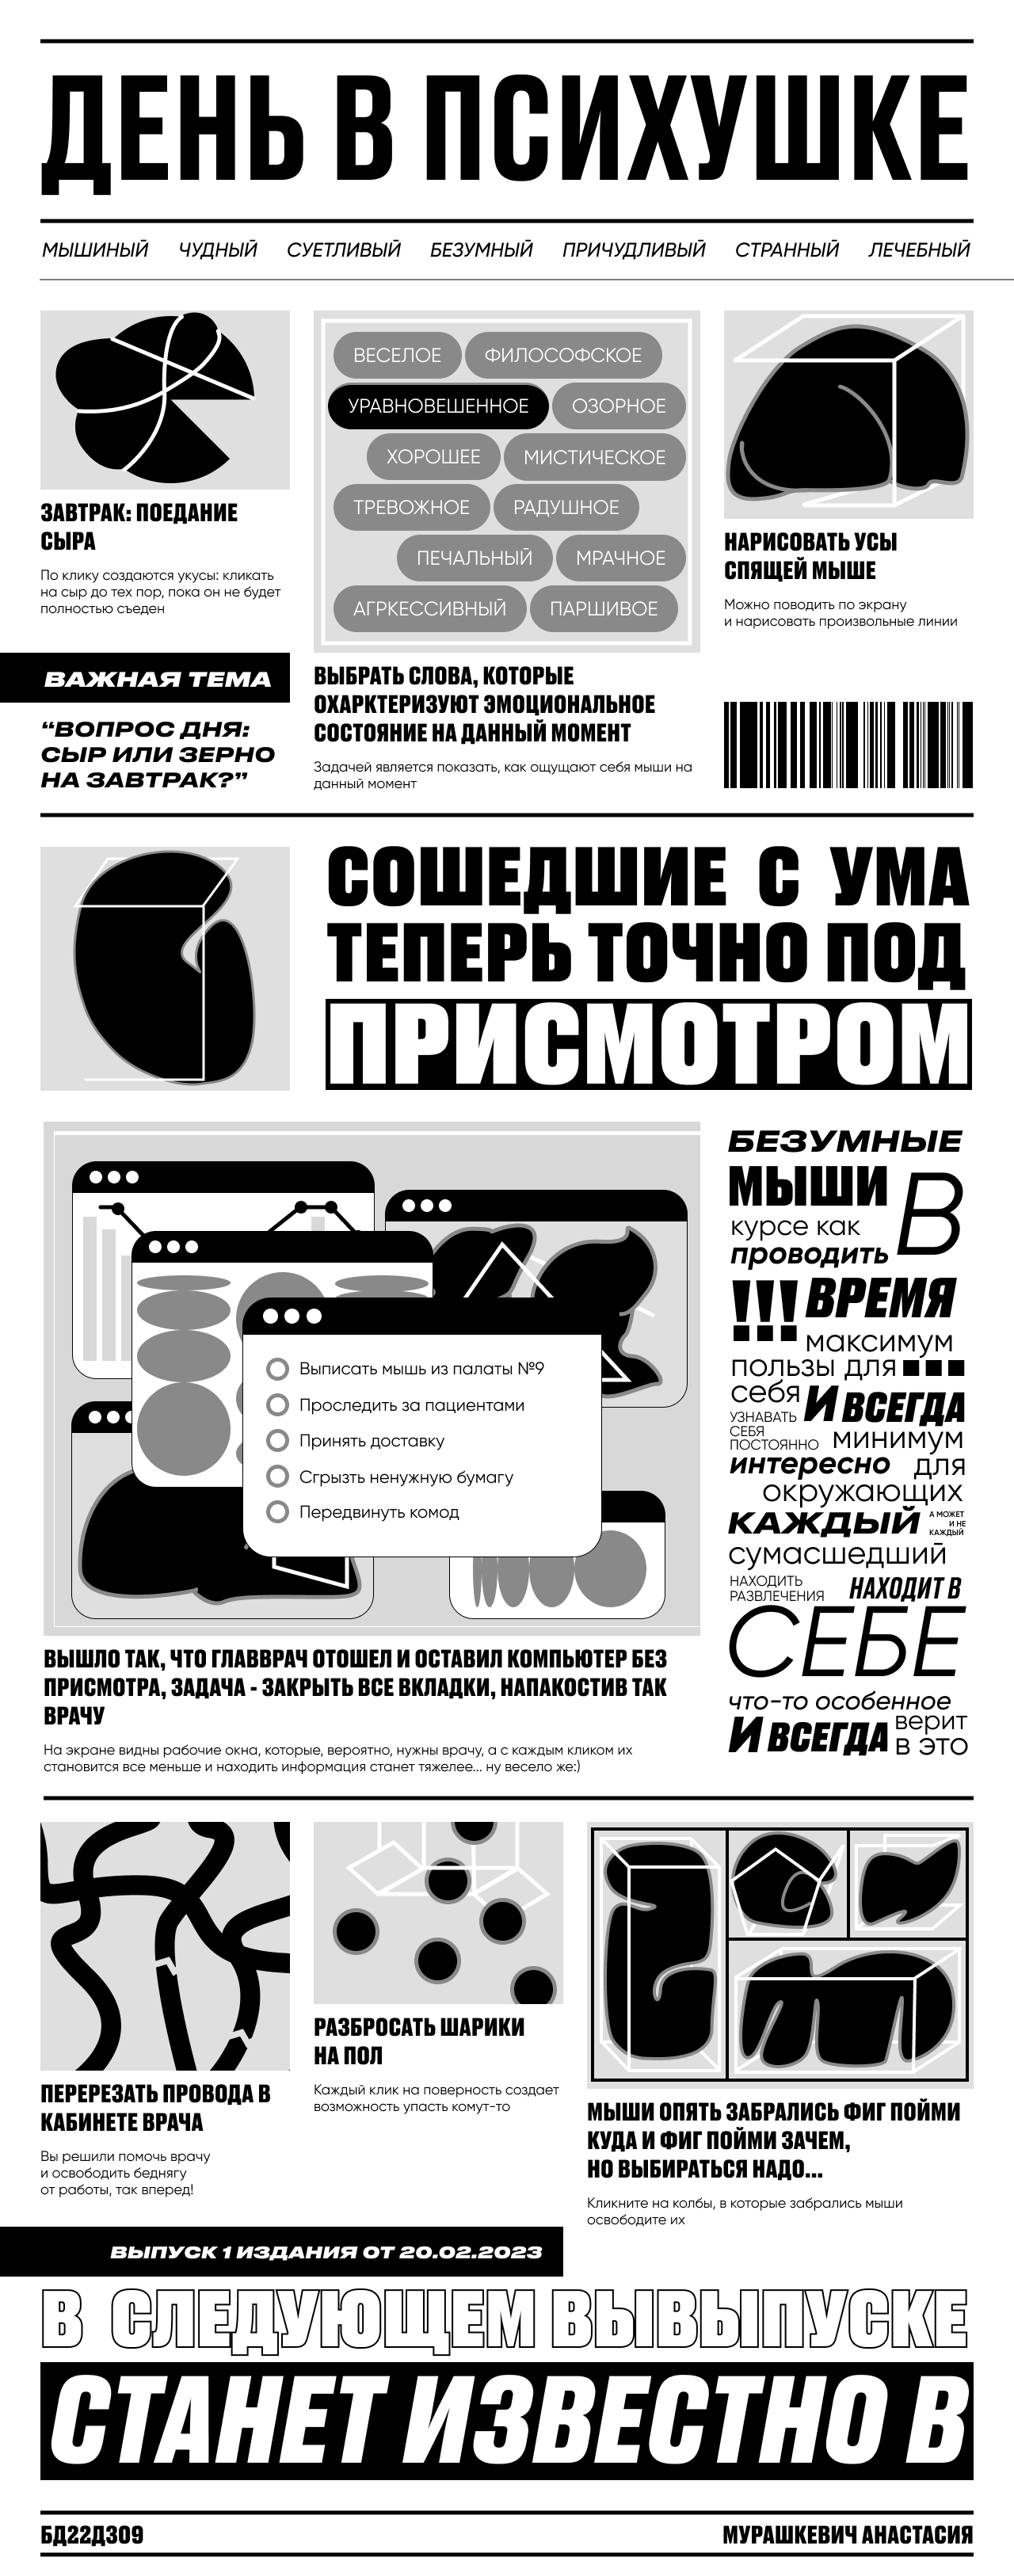 ДЕНЬ В ПСИХУШКЕ
МЫШИНЫЙ ЧУДНЫЙ СУЕТЛИВЫЙ БЕЗУМНЫЙ ПРИЧУДЛИВЫЙ СТРАННЫЙ ЛЕЧЕБНЫЙ
ЗАВТРАК: ПОЕДАНИЕ
СЫРА
По клику создаются укусы: кликать
на сыр до тех пор, пока он не будет
полностью съеден
ВАЖНАЯ ТЕМА
“ВОПРОС ДНЯ:
СЫР ИЛИ ЗЕРНО
НА ЗАВТРАК?”
ВЕСЕЛОЕ ФИЛОСОФСКОЕ
УРАВНОВЕШЕННОЕ ОЗОРНОЕ
ХОРОШЕЕ МИСТИЧЕСКОЕ
ТРЕВОЖНОЕ РАДУШНОЕ
ПЕЧАЛЬНЫЙ МРАЧНОЕ
АГРКЕССИВНЫЙ ПАРШИВОЕ
ВЫБРАТЬ СЛОВА, КОТОРЫЕ
ОХАРКТЕРИЗУЮТ ЭМОЦИОНАЛЬНОЕ
СОСТОЯНИЕ НА ДАННЫЙ МОМЕНТ
Задачей является показать, как ощущают себя мыши на
данный момент
НАРИСОВАТЬ УСЫ
СПЯЩЕЙ МЫШЕ
Можно поводить по экрану
и нарисовать произвольные линии
СОШЕДШИЕ С УМА
ТЕПЕРЬ ТОЧНО ПОД
ПРИСМОТРОМ
Выписать мышь из палаты №9
Проследить за пациентами
Принять доставку
Сгрызть ненужную бумагу
Передвинуть комод
ВЫШЛО ТАК, ЧТО ГЛАВВРАЧ ОТОШЕЛ И ОСТАВИЛ КОМПЬЮТЕР БЕЗ
ПРИСМОТРА, ЗАДАЧА - ЗАКРЫТЬ ВСЕ ВКЛАДКИ, НАПАКОСТИВ ТАК
ВРАЧУ
На экране видны рабочие окна, которые, вероятно, нужны врачу, а с каждым кликом их
становится все меньше и находить информация станет тяжелее... ну весело же:)
БЕЗУМНЫЕ
МЫШИ В
курсе как
проводить
!!! ВРЕМЯ
максимум
пользы для ...
себя И ВСЕГДА
УЗНАВАТЬ
СЕБЯ
ПОСТОЯННО минимум
интересно для
окружающих
КАЖДЫЙ А МОЖЕТ
И НЕ
КАЖДЫЙ
сумасшедший
НАХОДИТЬ
РАЗВЛЕЧЕНИЯ НАХОДИТ В
СЕБЕ
что-то особенное
И ВСЕГДА верит
в это
ПЕРЕРЕЗАТЬ ПРОВОДА В
КАБИНЕТЕ ВРАЧА
Вы решили помочь врачу
и освободить беднягу
от работы, так вперед!
РАЗБРОСАТЬ ШАРИКИ
НА ПОЛ
Каждый клик на поверность создает
возможность упасть комут-то
МЫШИ ОПЯТЬ ЗАБРАЛИСЬ ФИГ ПОЙМИ
КУДА И ФИГ ПОЙМИ ЗАЧЕМ,
НО ВЫБИРАТЬСЯ НАДО...
Кликните на колбы, в которые забрались мыши
освободите их
ВЫПУСК 1 ИЗДАНИЯ ОТ 20.02.2023
В СЛЕДУЮЩЕМ ВЫВЫПУСКЕ
СТАНЕТ ИЗВЕСТНО В
БД22Д309
МУРАШКЕВИЧ АНАСТАСИЯ